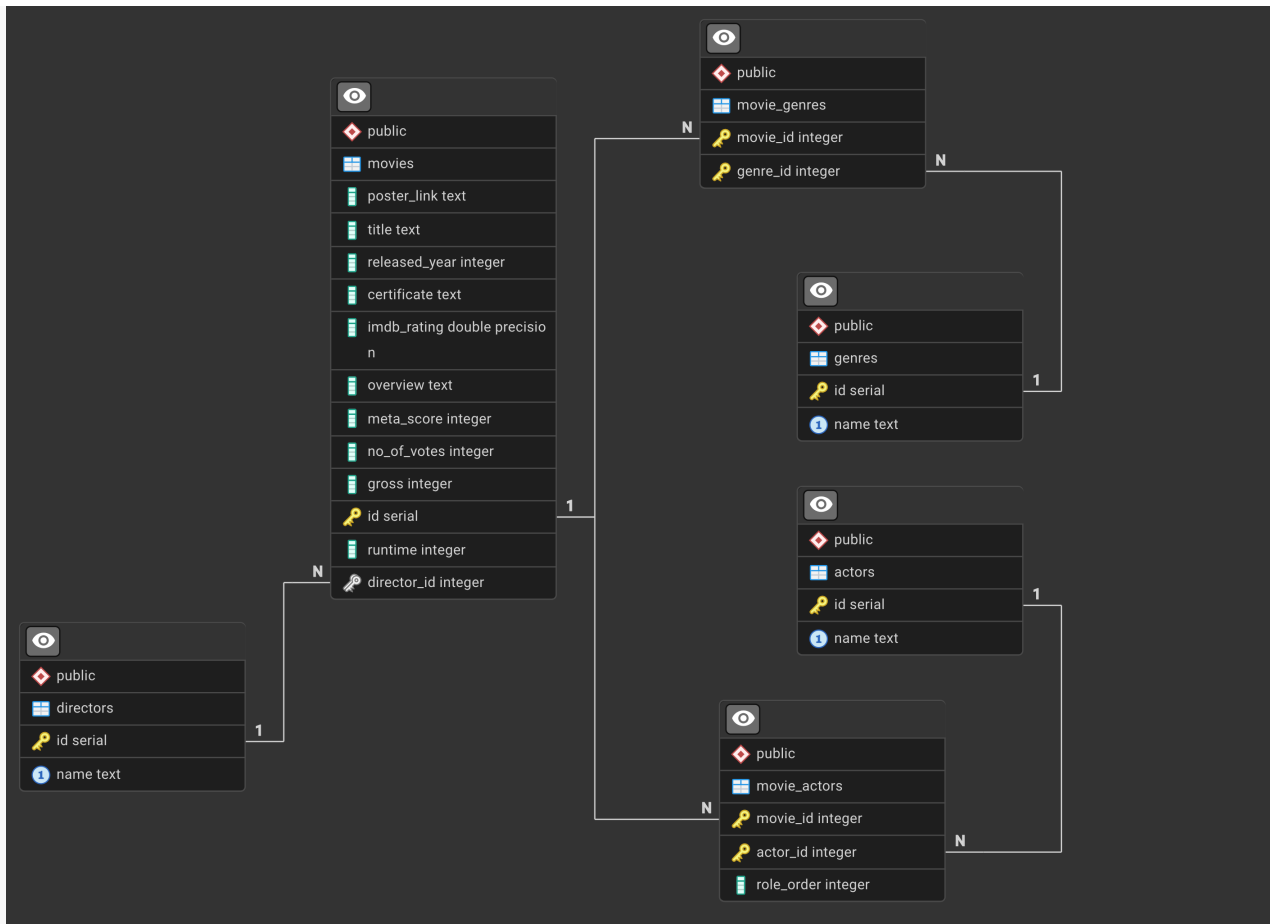 public
movies
poster_link text
title text
released_year integer
certificate text
imdb_rating double precisio
n
overview text
meta_score integer
no_of_votes integer
gross integer
id serial
runtime integer
director_id integer
1
N
public
directors
id serial
1 name text
1
public
movie_genres
movie_id integer
genre_id integer
N
N
public
genres
id serial
1 name text
1
public
actors
id serial
1 name text
1
public
movie_actors
movie_id integer
actor_id integer
role_order integer
N
N